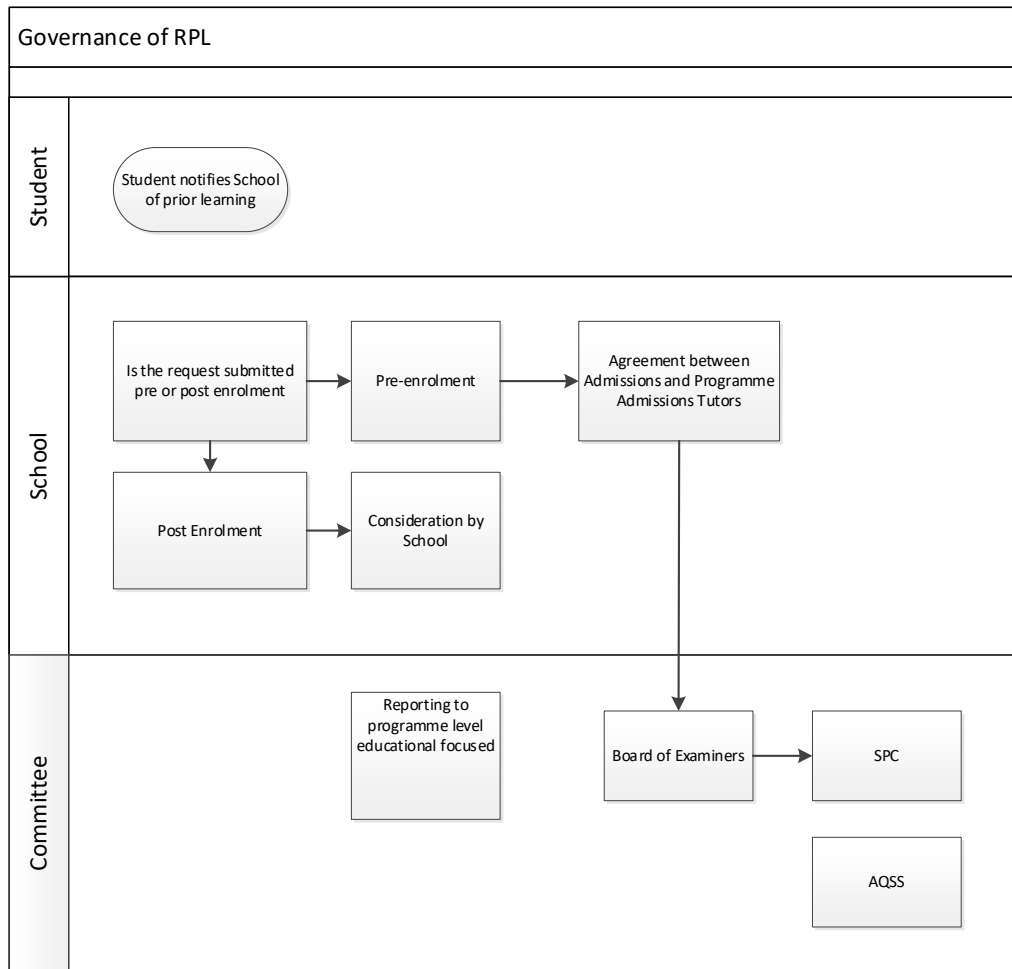 Governance of RPL
Student
Student notifies School
of prior learning
School
Is the request submitted
pre or post enrolment
Pre-enrolment
Agreement between
Admissions and Programme
Admissions Tutors
Post Enrolment
Consideration by
School
Committee
Reporting to
programme level
educational focused
Board of Examiners
SPC
AQSS